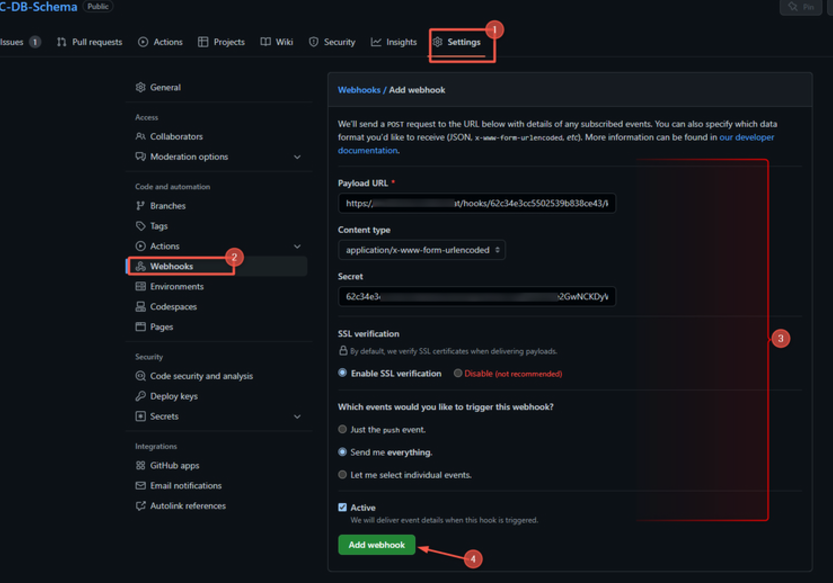 C-DB-Schema Public
Pin
Issues 1 Pull requests Actions Projects Wiki Security Insights Settings
1
General
Access
Collaborators
Moderation options
Code and automation
Branches
Tags
Actions
Webhooks
2
Environments
Codespaces
Pages
Security
Code security and analysis
Deploy keys
Secrets
Integrations
GitHub apps
Email notifications
Autolink references
Webhooks / Add webhook
We'll send a POST request to the URL below with details of any subscribed events. You can also specify which data
format you'd like to receive (JSON, x-www-form-urlencoded, etc). More information can be found in our developer
documentation.
Payload URL *
https:/ at/hooks/62c34e3cc5502539b838ce43/
Content type
application/x-www-form-urlencoded
Secret
62c34e3 2GwNCKDy
SSL verification
By default, we verify SSL certificates when delivering payloads.
Enable SSL verification Disable (not recommended)
3
Which events would you like to trigger this webhook?
Just the push event.
Send me everything.
Let me select individual events.
Active
We will deliver event details when this hook is triggered.
Add webhook
4